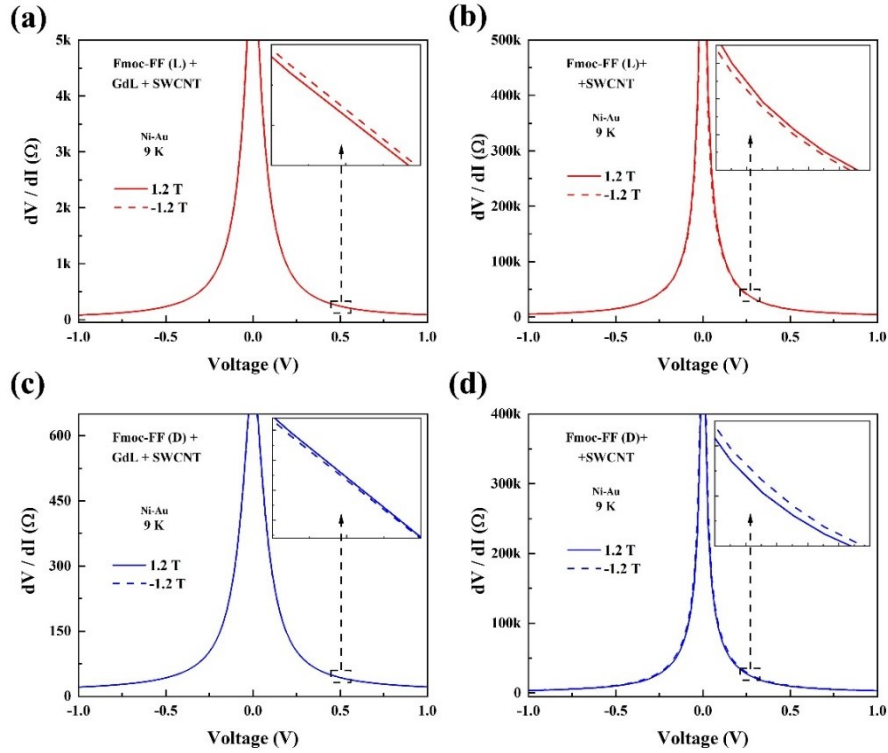 (a)
5k
4k
3k
2k
1k
0
dV / dI (Ω)
Fmoc-FF (L) +
GdL + SWCNT
Ni-Au
9 K
1.2 T
-1.2 T
-1.0 -0.5 0.0 0.5 1.0
Voltage (V)
(b)
500k
400k
300k
200k
100k
0
dV / dI (Ω)
Fmoc-FF (L)+
+SWCNT
Ni-Au
9 K
1.2 T
-1.2 T
-1.0 -0.5 0.0 0.5 1.0
Voltage (V)
(c)
600
450
300
150
0
dV / dI (Ω)
Fmoc-FF (D) +
GdL + SWCNT
Ni-Au
9 K
1.2 T
-1.2 T
-1.0 -0.5 0.0 0.5 1.0
Voltage (V)
(d)
400k
300k
200k
100k
0
dV / dI (Ω)
Fmoc-FF (D)+
+SWCNT
Ni-Au
9 K
1.2 T
-1.2 T
-1.0 -0.5 0.0 0.5 1.0
Voltage (V)